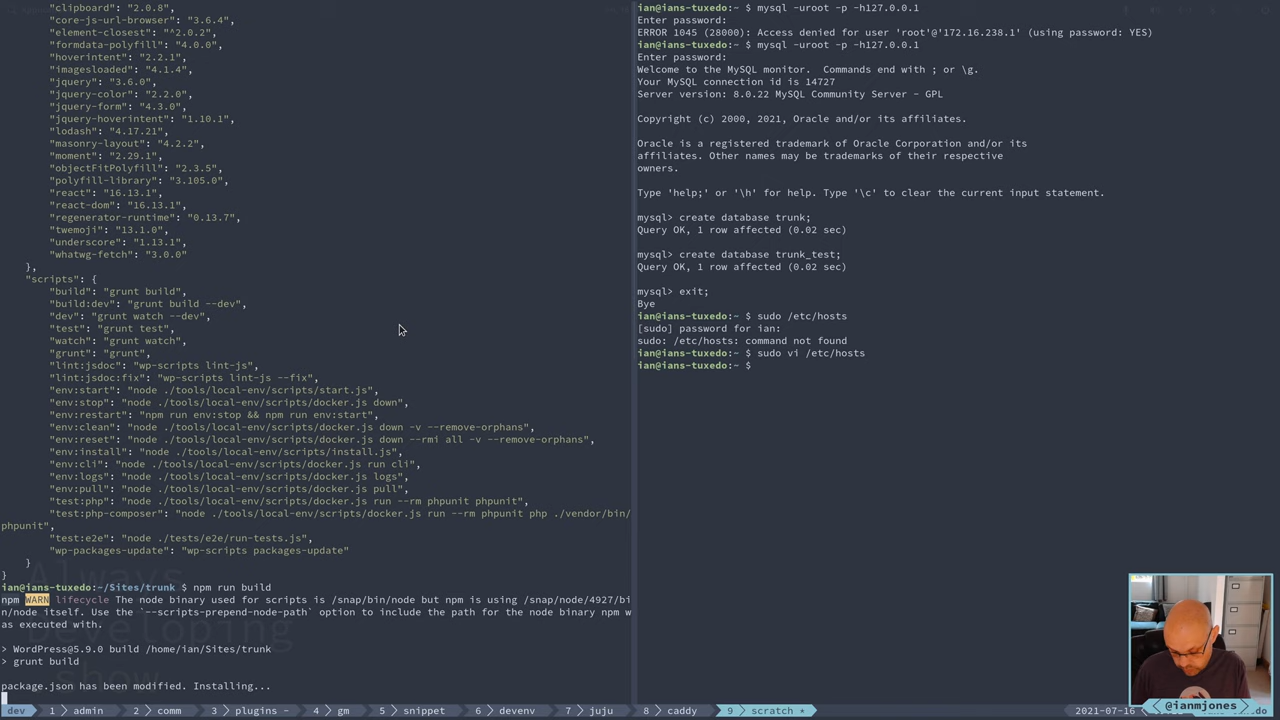 "clipboard": "2.0.8",
"core-js-url-browser": "3.6.4",
"element-closest": "^2.0.2",
"formdata-polyfill": "4.0.0",
"hoverintent": "2.2.1",
"imagesloaded": "4.1.4",
"jquery": "3.6.0",
"jquery-color": "2.2.0",
"jquery-form": "4.3.0",
"jquery-hoverintent": "1.10.1",
"lodash": "4.17.21",
"masonry-layout": "4.2.2",
"moment": "2.29.1",
"objectFitPolyfill": "2.3.5",
"polyfill-library": "3.105.0",
"react": "16.13.1",
"react-dom": "16.13.1",
"regenerator-runtime": "0.13.7",
"twemoji": "13.1.0",
"underscore": "1.13.1",
"whatwg-fetch": "3.0.0"
},
"scripts": {
"build": "grunt build",
"build:dev": "grunt build --dev",
"dev": "grunt watch --dev",
"test": "grunt test",
"watch": "grunt watch",
"grunt": "grunt",
"lint:jsdoc": "wp-scripts lint-js",
"lint:jsdoc:fix": "wp-scripts lint-js --fix",
"env:start": "node ./tools/local-env/scripts/start.js",
"env:stop": "node ./tools/local-env/scripts/docker.js down",
"env:restart": "npm run env:stop && npm run env:start",
"env:clean": "node ./tools/local-env/scripts/docker.js down -v --remove-orphans",
"env:reset": "node ./tools/local-env/scripts/docker.js down --rmi all -v --remove-orphans",
"env:install": "node ./tools/local-env/scripts/install.js",
"env:cli": "node ./tools/local-env/scripts/docker.js run cli",
"env:logs": "node ./tools/local-env/scripts/docker.js logs",
"env:pull": "node ./tools/local-env/scripts/docker.js pull",
"test:php": "node ./tools/local-env/scripts/docker.js run --rm phpunit phpunit",
"test:php-composer": "node ./tools/local-env/scripts/docker.js run --rm phpunit php ./vendor/bin/
phpunit",
"test:e2e": "node ./tests/e2e/run-tests.js",
"wp-packages-update": "wp-scripts packages-update"
}
}
ian@ians-tuxedo:~/Sites/trunk $ npm run build
npm WARN lifecycle The node binary used for scripts is /snap/bin/node but npm is using /snap/node/4927/bi
n/node itself. Use the `--scripts-prepend-node-path` option to include the path for the node binary npm w
as executed with.
> WordPress@5.9.0 build /home/ian/Sites/trunk
> grunt build
package.json has been modified. Installing...
Always
Developing
show
ian@ians-tuxedo:~ $ mysql -uroot -p -h127.0.0.1
Enter password:
ERROR 1045 (28000): Access denied for user 'root'@'172.16.238.1' (using password: YES)
ian@ians-tuxedo:~ $ mysql -uroot -p -h127.0.0.1
Enter password:
Welcome to the MySQL monitor.  Commands end with ; or \g.
Your MySQL connection id is 14727
Server version: 8.0.22 MySQL Community Server - GPL
Copyright (c) 2000, 2021, Oracle and/or its affiliates.
Oracle is a registered trademark of Oracle Corporation and/or its
affiliates. Other names may be trademarks of their respective
owners.
Type 'help;' or '\h' for help. Type '\c' to clear the current input statement.
mysql> create database trunk;
Query OK, 1 row affected (0.02 sec)
mysql> create database trunk_test;
Query OK, 1 row affected (0.02 sec)
mysql> exit;
Bye
ian@ians-tuxedo:~ $ sudo /etc/hosts
[sudo] password for ian:
sudo: /etc/hosts: command not found
ian@ians-tuxedo:~ $ sudo vi /etc/hosts
ian@ians-tuxedo:~ $
< @ianmjones >
dev 1 admin 2 comm 3 plugins - 4 gm 5 snippet 6 devenv 7 juju 8 caddy 9 scratch * 2021-07-16